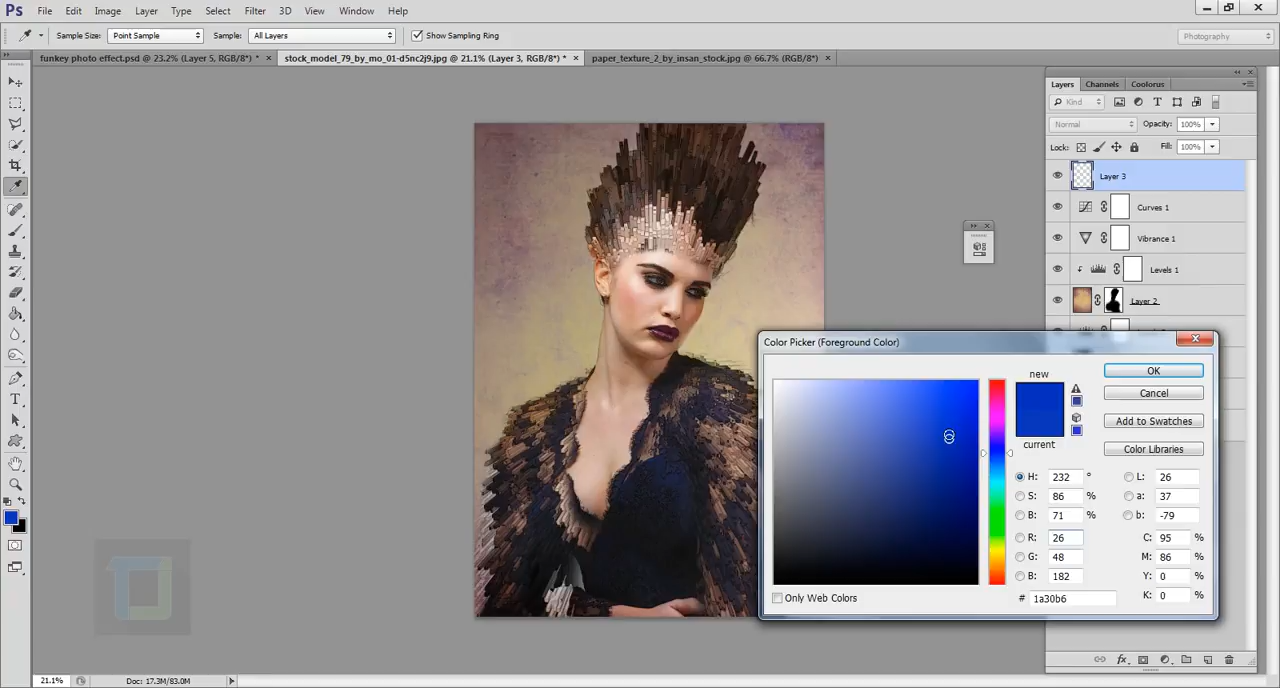 Ps File Edit Image Layer Type Select Filter 3D View Window Help
Sample Size: Point Sample Sample: All Layers Show Sampling Ring Photography
funkey photo effect.psd @ 23.2% (Layer 5, RGB/8*) * × stock_model_79_by_mo_01-d5nc2j9.jpg @ 21.1% (Layer 3, RGB/8*) * × paper_texture_2_by_insan_stock.jpg @ 66.7% (RGB/8*) ×
Layers Channels Coolorus
Kind
Normal Opacity: 100%
Lock: Fill: 100%
Layer 3
Curves 1
Vibrance 1
Levels 1
Layer 2
Color Picker (Foreground Color)
new
current
OK
Cancel
Add to Swatches
Color Libraries
H: 232 °
S: 86 %
B: 71 %
R: 26
G: 48
B: 182
L: 26
a: 37
b: -79
C: 95 %
M: 86 %
Y: 0 %
K: 0 %
# 1a30b6
Only Web Colors
T
fx
21.1% Doc: 17.3M/83.0M